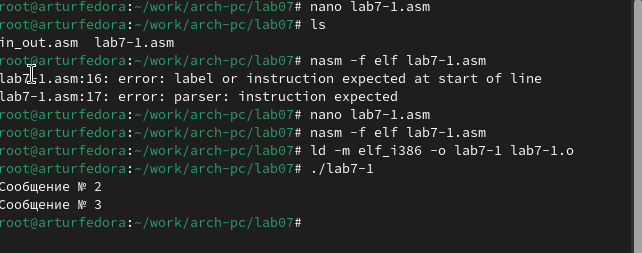 root@arturfedora:~/work/arch-pc/lab07# nano lab7-1.asm
root@arturfedora:~/work/arch-pc/lab07# ls
in_out.asm  lab7-1.asm
root@arturfedora:~/work/arch-pc/lab07# nasm -f elf lab7-1.asm
lab7-1.asm:16: error: label or instruction expected at start of line
lab7-1.asm:17: error: parser: instruction expected
root@arturfedora:~/work/arch-pc/lab07# nano lab7-1.asm
root@arturfedora:~/work/arch-pc/lab07# nasm -f elf lab7-1.asm
root@arturfedora:~/work/arch-pc/lab07# ld -m elf_i386 -o lab7-1 lab7-1.o
root@arturfedora:~/work/arch-pc/lab07# ./lab7-1
Сообщение № 2
Сообщение № 3
root@arturfedora:~/work/arch-pc/lab07#